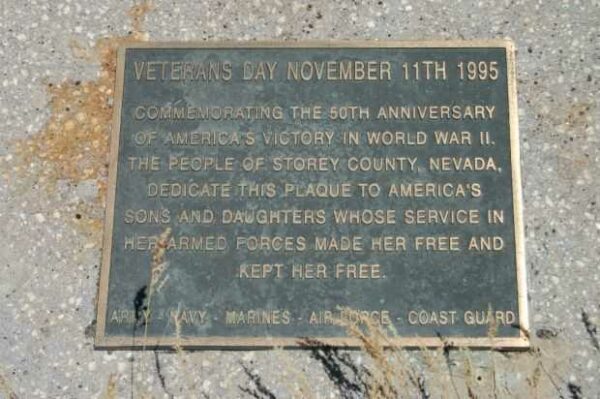 VETERANS DAY NOVEMBER 11TH 1995
COMMEMORATING THE 50TH ANNIVERSARY
OF AMERICA'S VICTORY IN WORLD WAR II.
THE PEOPLE OF STOREY COUNTY, NEVADA,
DEDICATE THIS PLAQUE TO AMERICA'S
SONS AND DAUGHTERS WHOSE SERVICE IN
HER ARMED FORCES MADE HER FREE AND
KEPT HER FREE.
ARMY - NAVY - MARINES - AIR FORCE - COAST GUARD